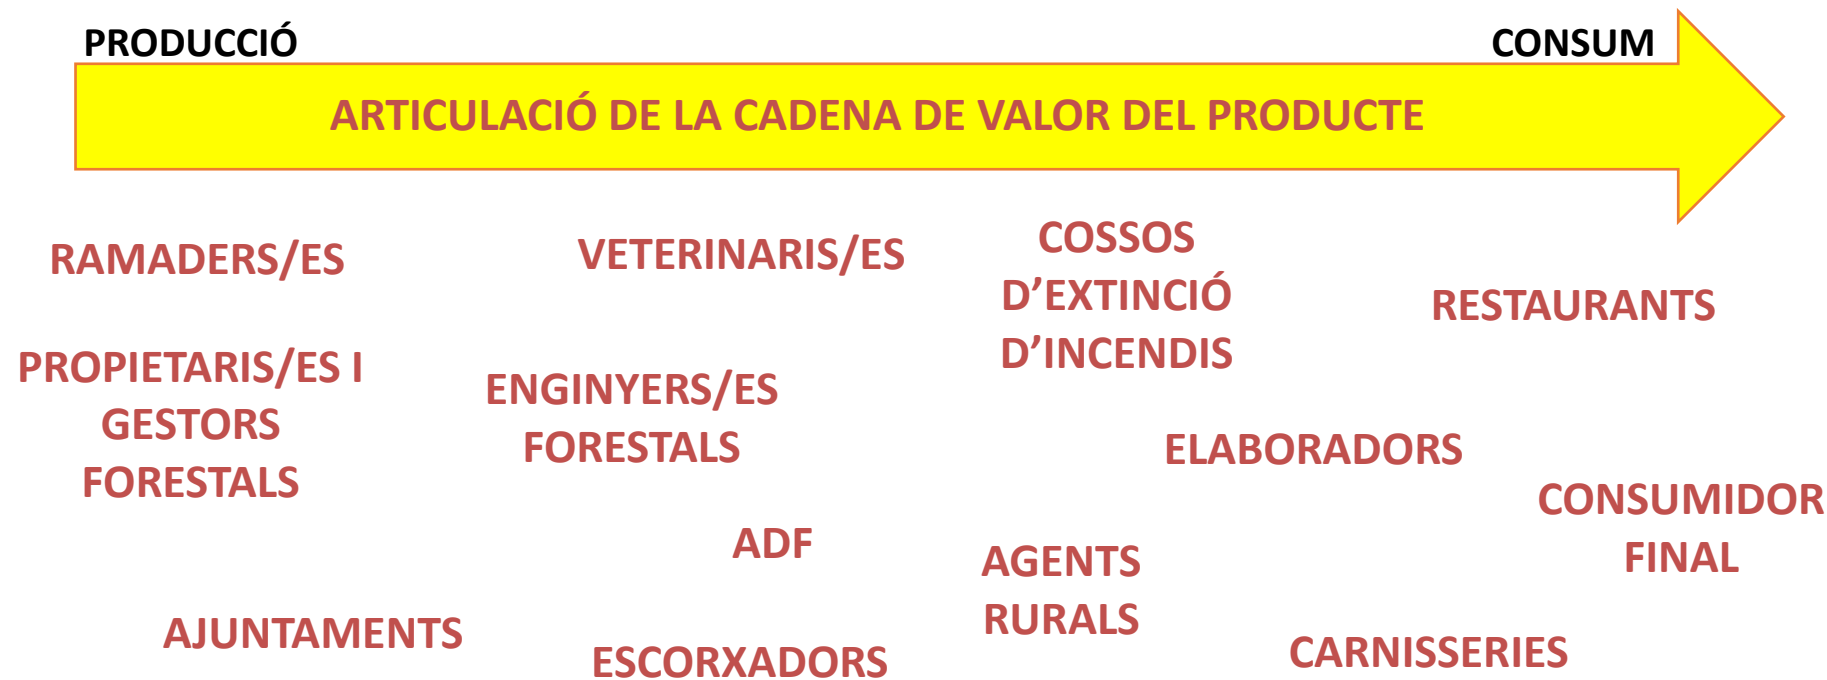 PRODUCCIÓ
CONSUM
ARTICULACIÓ DE LA CADENA DE VALOR DEL PRODUCTE
RAMADERS/ES
VETERINARIS/ES
COSSOS
D’EXTINCIÓ
D’INCENDIS
RESTAURANTS
PROPIETARIS/ES I
GESTORS
FORESTALS
ENGINYERS/ES
FORESTALS
ELABORADORS
CONSUMIDOR
FINAL
ADF
AGENTS
RURALS
AJUNTAMENTS
ESCORXADORS
CARNISSERIES